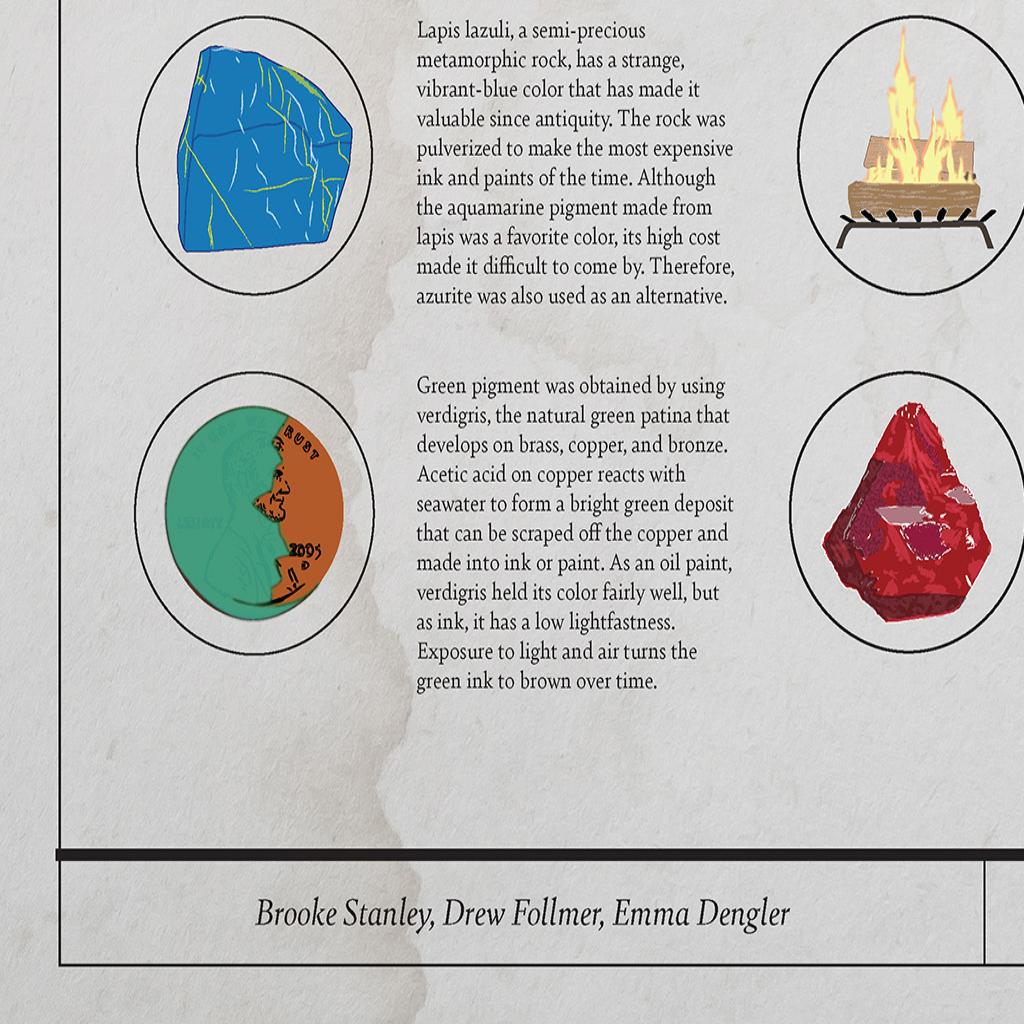 Lapis lazuli, a semi-precious
metamorphic rock, has a strange,
vibrant-blue color that has made it
valuable since antiquity. The rock was
pulverized to make the most expensive
ink and paints of the time. Although
the aquamarine pigment made from
lapis was a favorite color, its high cost
made it difficult to come by. Therefore,
azurite was also used as an alternative.
Green pigment was obtained by using
verdigris, the natural green patina that
develops on brass, copper, and bronze.
Acetic acid on copper reacts with
seawater to form a bright green deposit
that can be scraped off the copper and
made into ink or paint. As an oil paint,
verdigris held its color fairly well, but
as ink, it has a low lightfastness.
Exposure to light and air turns the
green ink to brown over time.
RUST
LIBERTY
2005
Brooke Stanley, Drew Follmer, Emma Dengler